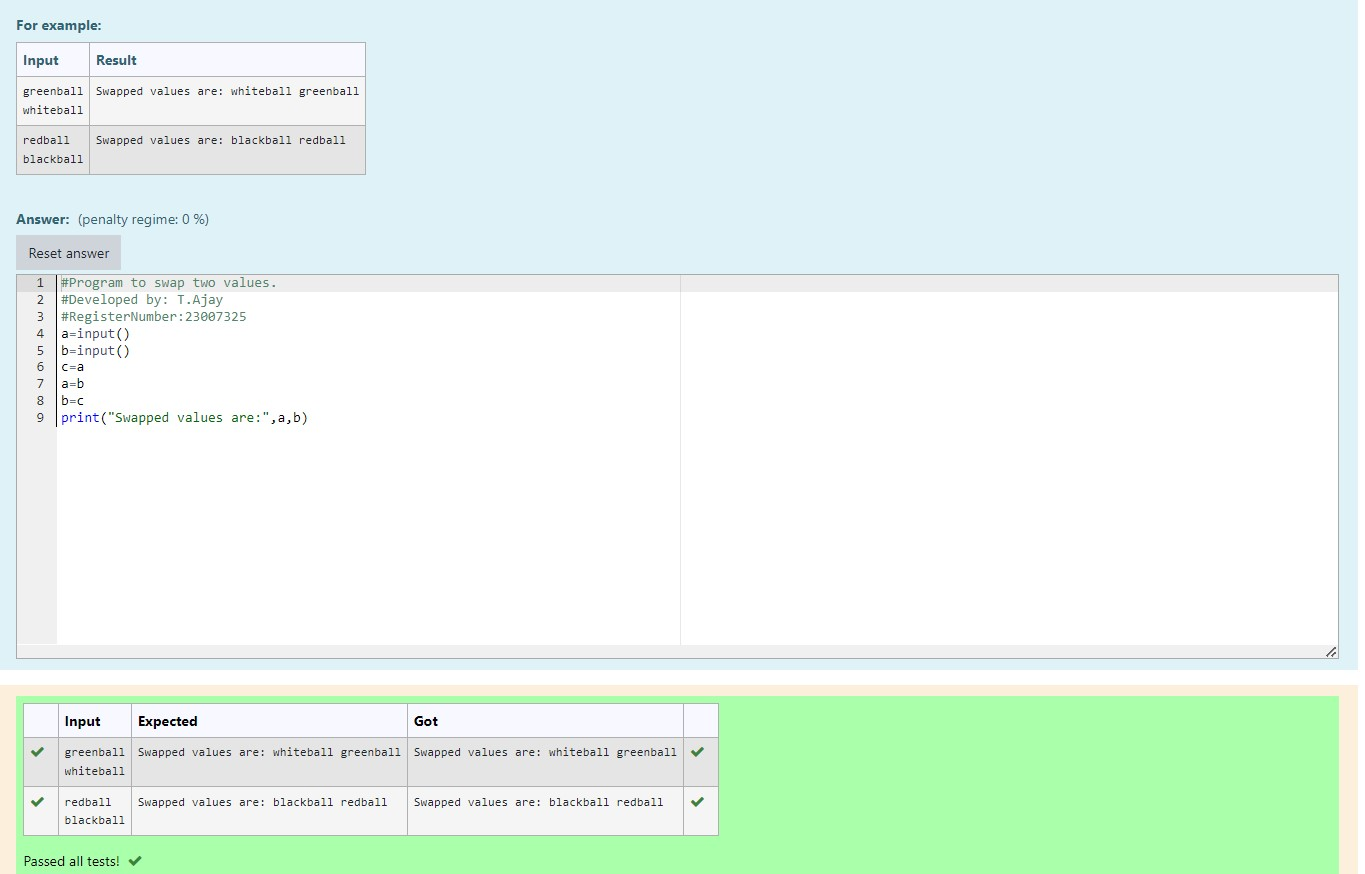 For example:
Input Result
greenball Swapped values are: whiteball greenball
whiteball
redball Swapped values are: blackball redball
blackball
Answer: (penalty regime: 0 %)
Reset answer
1 #Program to swap two values.
2 #Developed by: T.Ajay
3 #RegisterNumber:23007325
4 a=input()
5 b=input()
6 c=a
7 a=b
8 b=c
9 print("Swapped values are:",a,b)
Input Expected Got
greenball Swapped values are: whiteball greenball Swapped values are: whiteball greenball
whiteball
redball Swapped values are: blackball redball Swapped values are: blackball redball
blackball
Passed all tests!